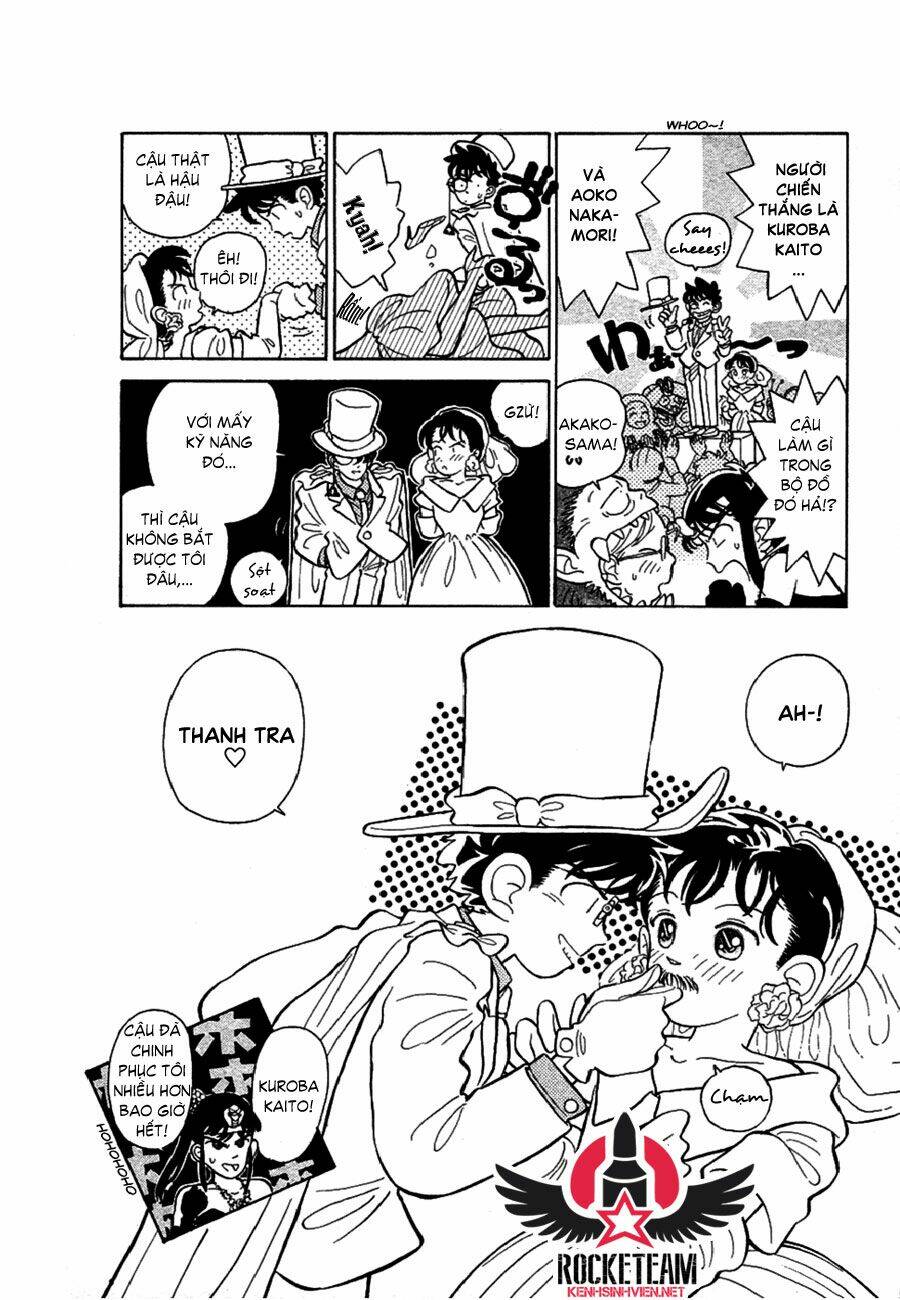 WHOO~!
NGƯỜI
CHIẾN
THẮNG LÀ
KUROBA
KAITO
...
Say
cheees!
VÀ
AOKO
NAKA-
MORI!
わぁ～っ
CẬU
LÀM GÌ
TRONG
BỘ ĐỒ
ĐÓ HẢ!?
AKAKO-
SAMA!
Kyah!
CẬU THẬT
LÀ HẬU
ĐẬU!
ÊH!
THÔI ĐI!
GZỪ!
VỚI MẤY
KỸ NĂNG
ĐÓ...
THÌ CẬU
KHÔNG BẮT
ĐƯỢC TÔI
ĐÂU,...
Sột
soạt
AH-!
THANH TRA
♡
Chạm
KUROBA
KAITO!
CẬU ĐÃ
CHINH
PHỤC TÔI
NHIỀU HƠN
BAO GIỜ
HẾT!
HOHOHOHO
ROCKETEAM
KENHSINHVIEN.NET